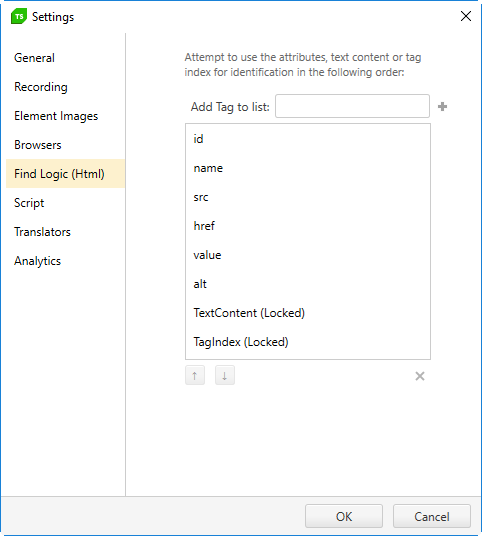 TS Settings
General
Recording
Element Images
Browsers
Find Logic (Html)
Script
Translators
Analytics
Attempt to use the attributes, text content or tag
index for identification in the following order:
Add Tag to list:
id
name
src
href
value
alt
TextContent (Locked)
TagIndex (Locked)
OK
Cancel